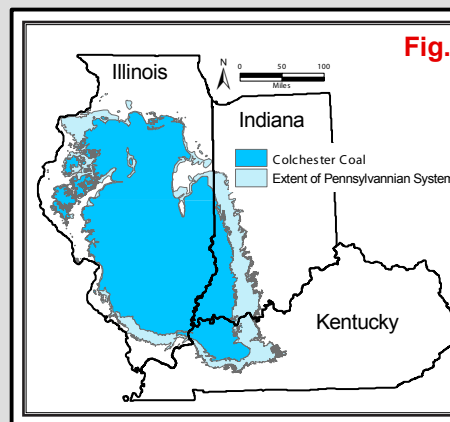 Fig.
Illinois
N
0 50 100
Miles
Indiana
Colchester Coal
Extent of Pennsylvannian System
Kentucky